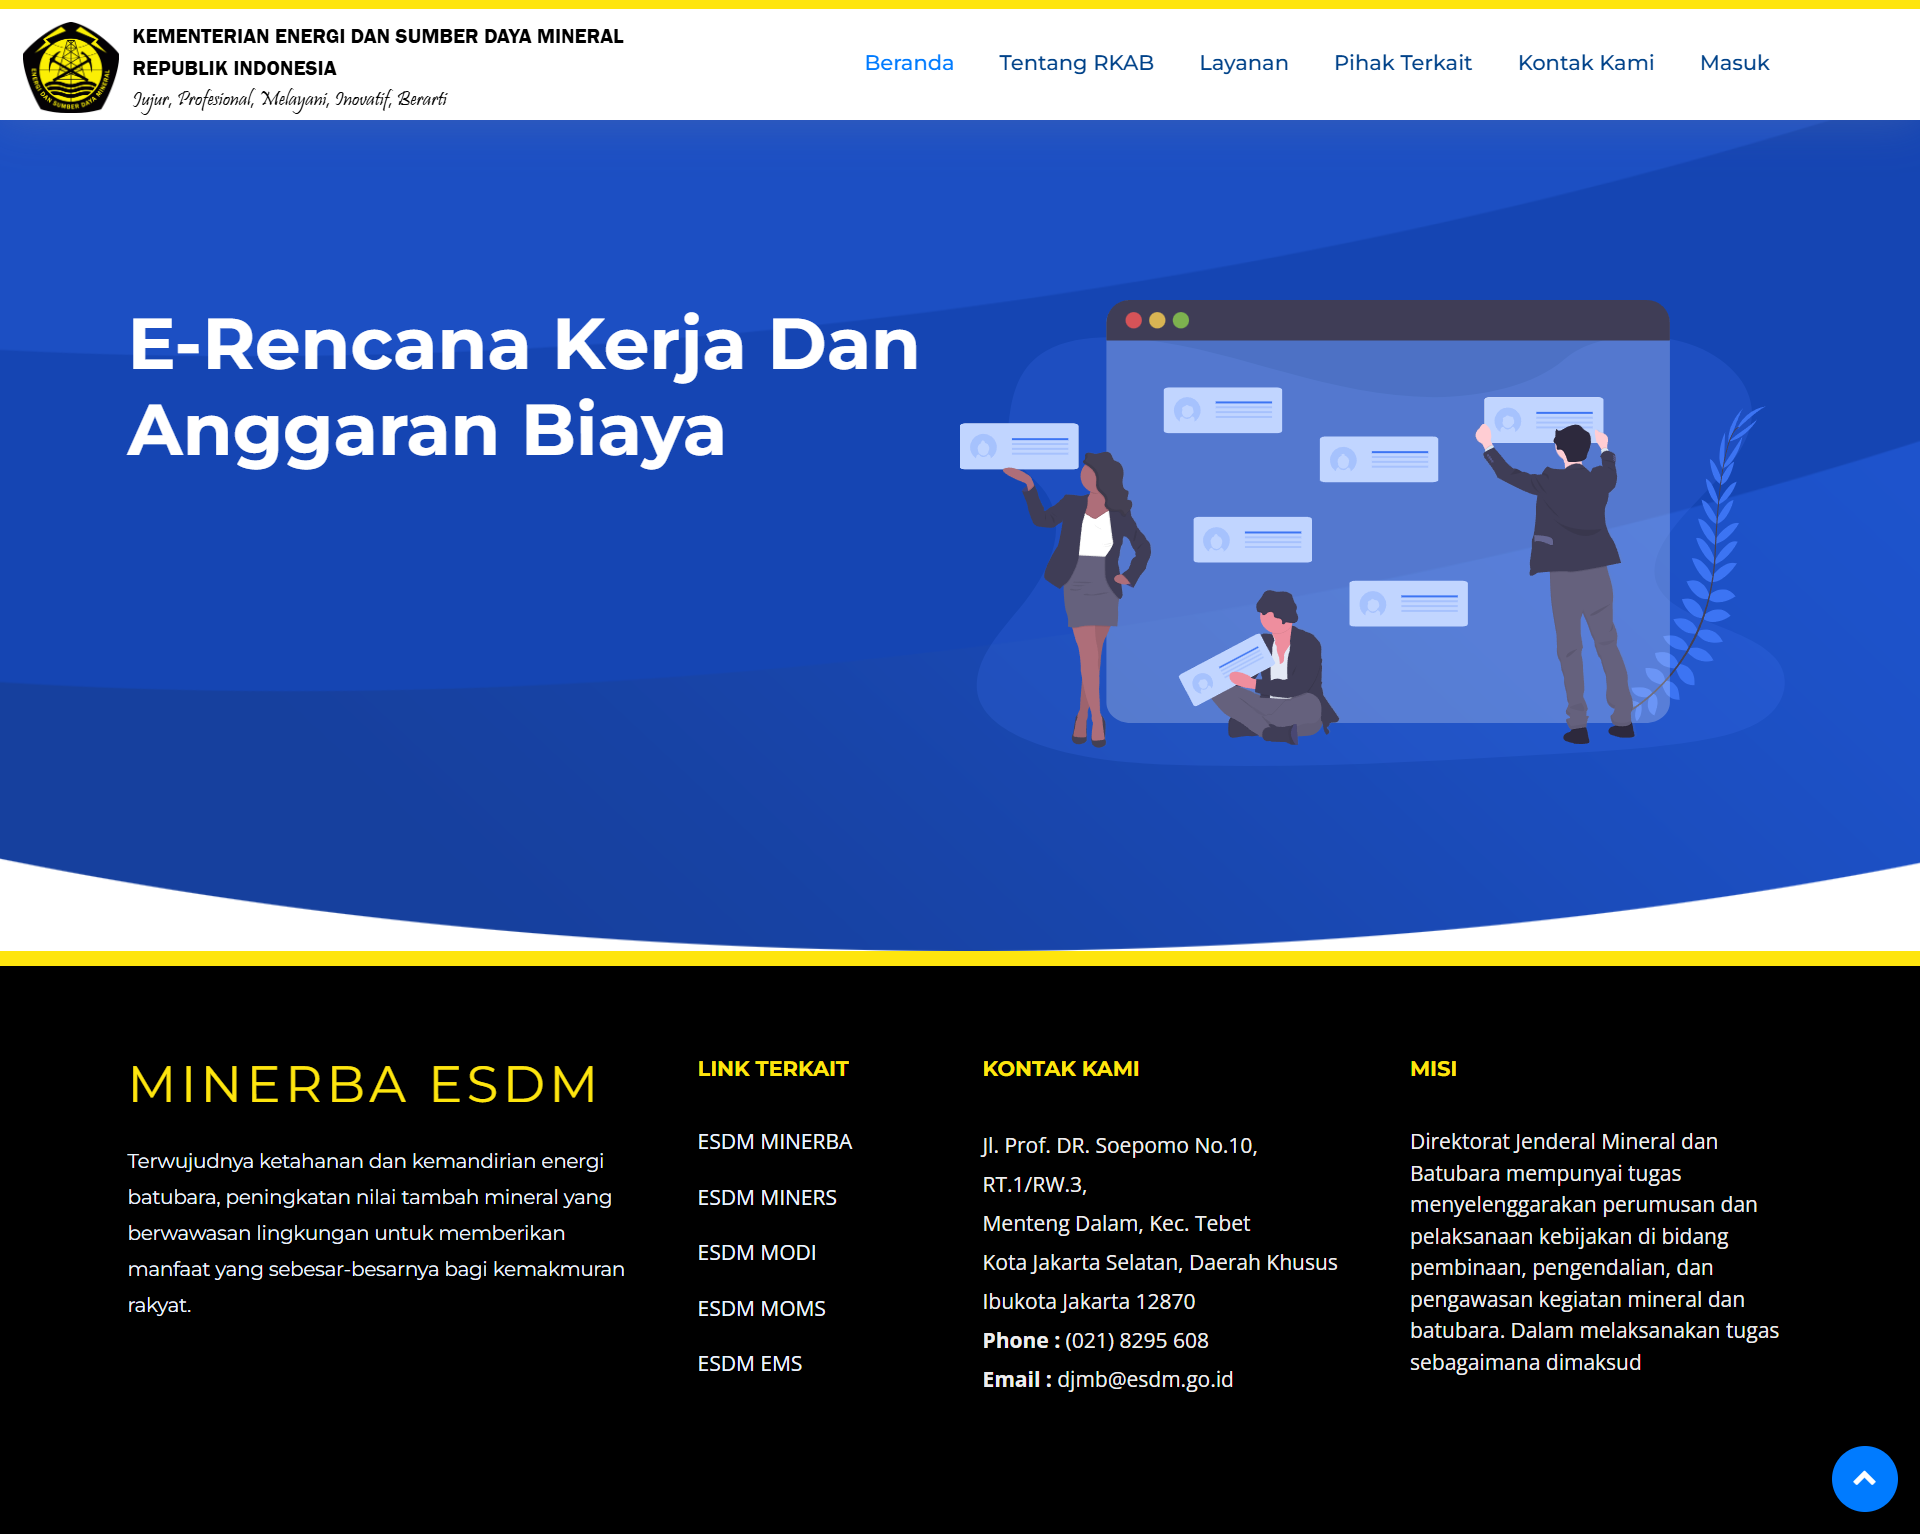 ENERGI DAN SUMBER DAYA MINERAL
KEMENTERIAN ENERGI DAN SUMBER DAYA MINERAL
REPUBLIK INDONESIA
Jujur, Profesional, Melayani, Inovatif, Berarti
Beranda
Tentang RKAB
Layanan
Pihak Terkait
Kontak Kami
Masuk
E-Rencana Kerja Dan
Anggaran Biaya
MINERBA ESDM
Terwujudnya ketahanan dan kemandirian energi
batubara, peningkatan nilai tambah mineral yang
berwawasan lingkungan untuk memberikan
manfaat yang sebesar-besarnya bagi kemakmuran
rakyat.
LINK TERKAIT
ESDM MINERBA
ESDM MINERS
ESDM MODI
ESDM MOMS
ESDM EMS
KONTAK KAMI
Jl. Prof. DR. Soepomo No.10,
RT.1/RW.3,
Menteng Dalam, Kec. Tebet
Kota Jakarta Selatan, Daerah Khusus
Ibukota Jakarta 12870
Phone : (021) 8295 608
Email : djmb@esdm.go.id
MISI
Direktorat Jenderal Mineral dan
Batubara mempunyai tugas
menyelenggarakan perumusan dan
pelaksanaan kebijakan di bidang
pembinaan, pengendalian, dan
pengawasan kegiatan mineral dan
batubara. Dalam melaksanakan tugas
sebagaimana dimaksud